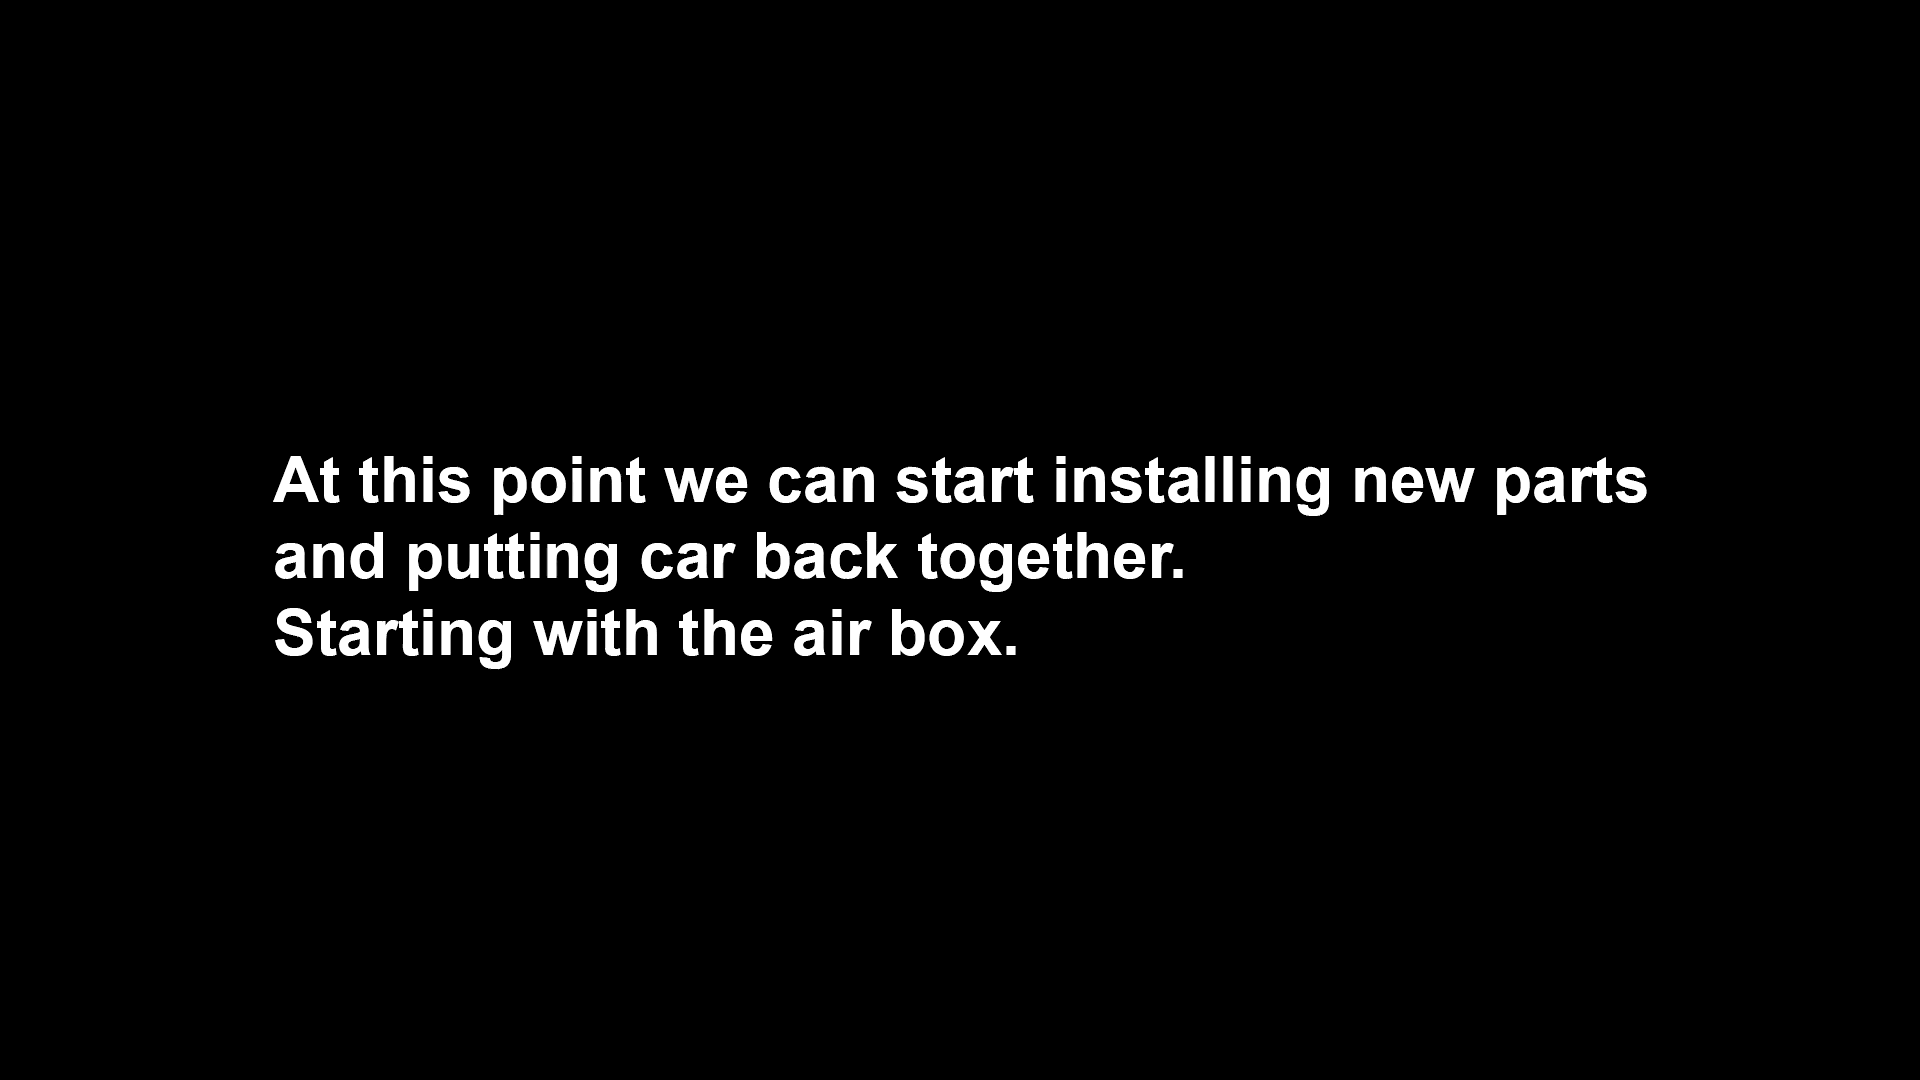 At this point we can start installing new parts
and putting car back together.
Starting with the air box.